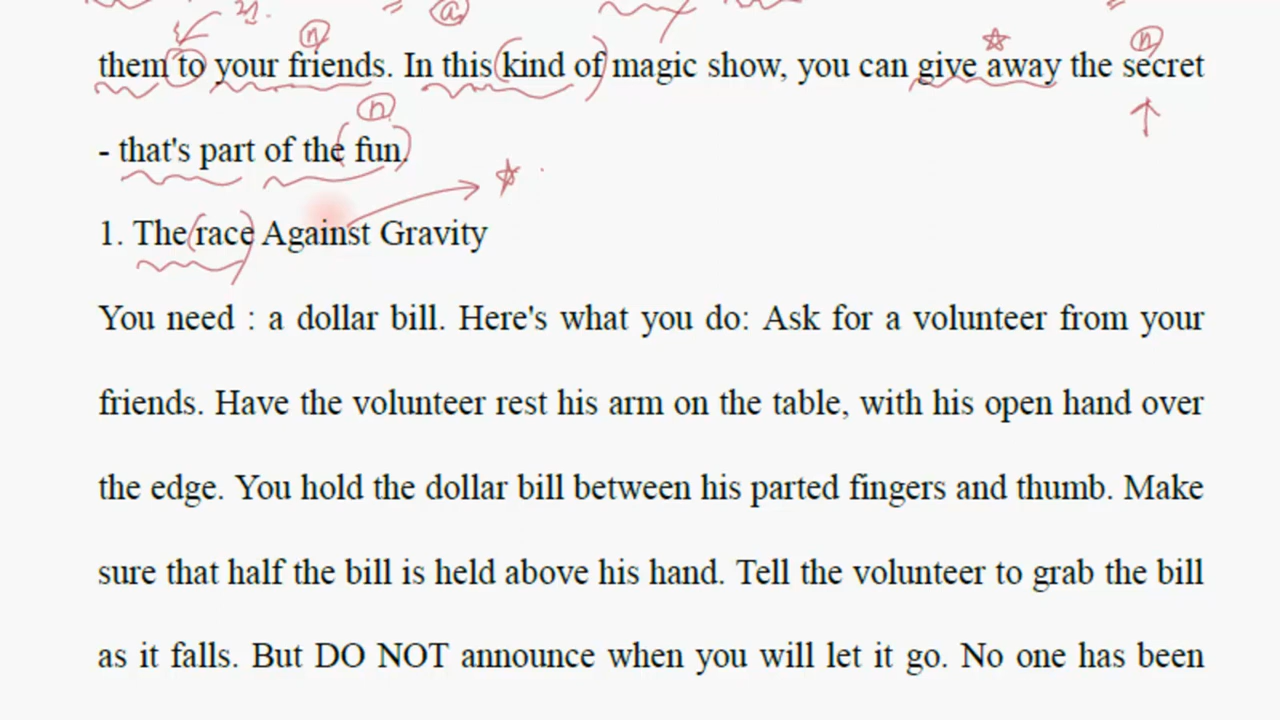 전.
= ⓐ =
ⓝ ☆ ⓝ
them to your friends. In this kind of magic show, you can give away the secret
ⓝ
- that's part of the fun.
☆
1. The race Against Gravity
You need : a dollar bill. Here's what you do: Ask for a volunteer from your
friends. Have the volunteer rest his arm on the table, with his open hand over
the edge. You hold the dollar bill between his parted fingers and thumb. Make
sure that half the bill is held above his hand. Tell the volunteer to grab the bill
as it falls. But DO NOT announce when you will let it go. No one has been